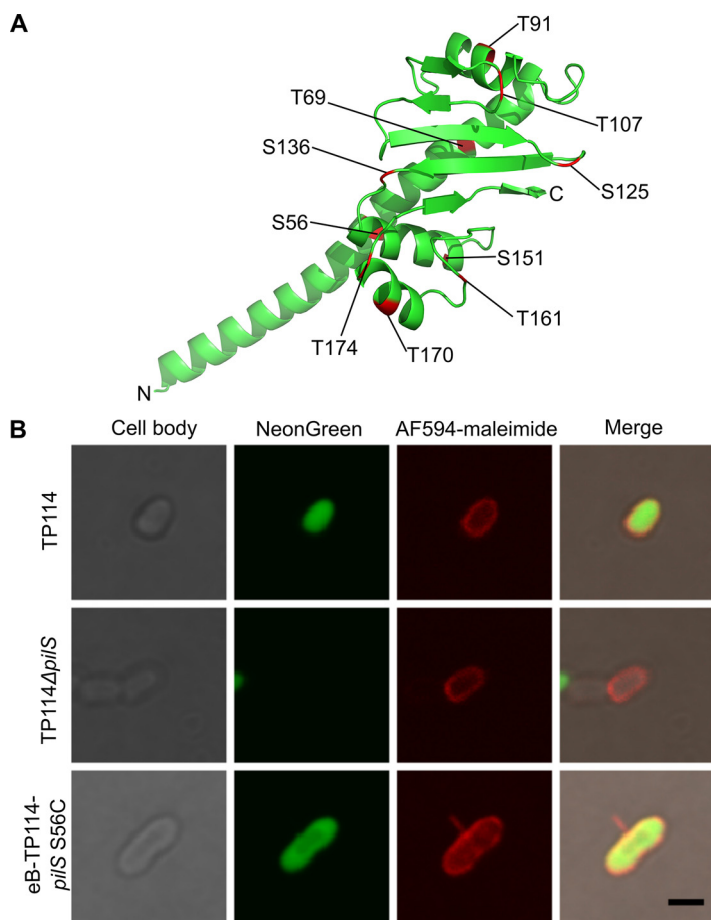 A
T91
T69
T107
S136
S125
C
S56
S151
T161
T174
T170
N
B
Cell body NeonGreen AF594-maleimide Merge
TP114
TP114ΔpilS
eB-TP114-
pilS S56C